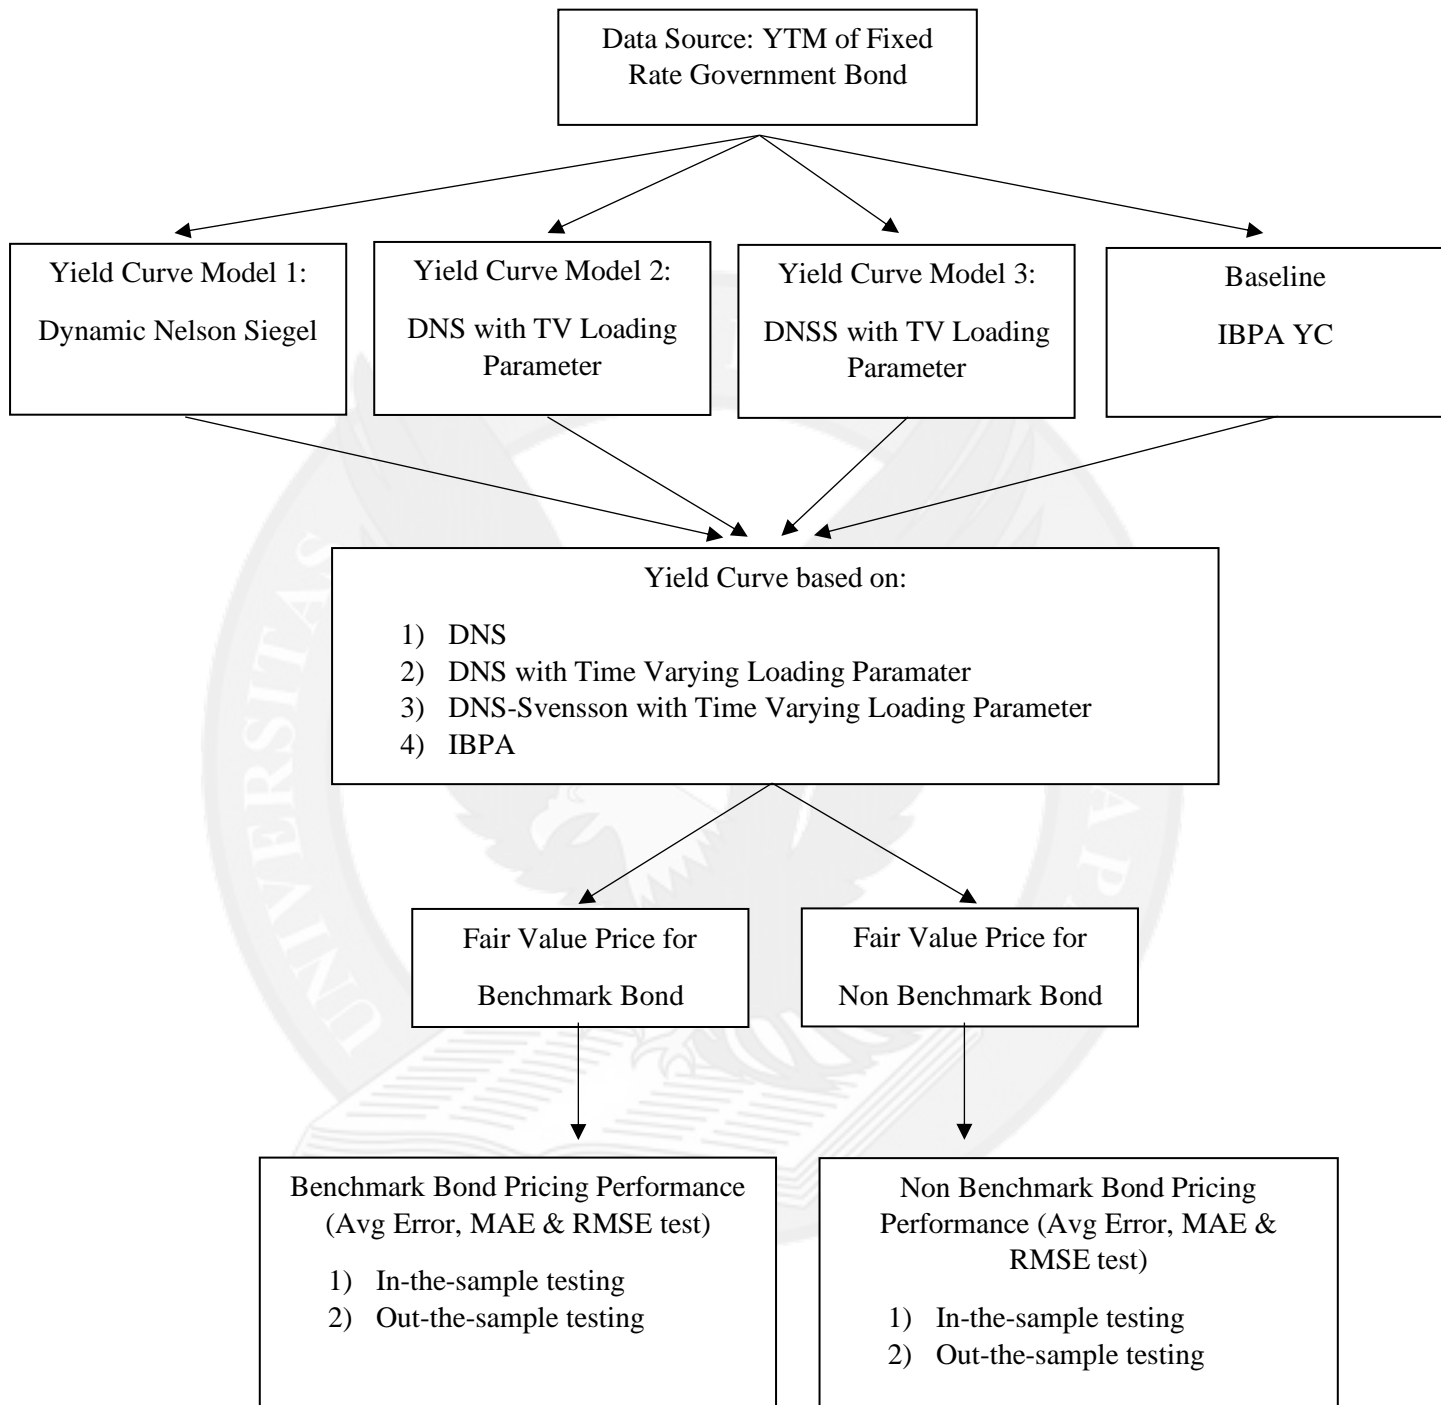 Data Source: YTM of Fixed
Rate Government Bond
Yield Curve Model 1:
Dynamic Nelson Siegel
Yield Curve Model 2:
DNS with TV Loading
Parameter
Yield Curve Model 3:
DNSS with TV Loading
Parameter
Baseline
IBPA YC
Yield Curve based on:
1) DNS
2) DNS with Time Varying Loading Paramater
3) DNS-Svensson with Time Varying Loading Parameter
4) IBPA
Fair Value Price for
Benchmark Bond
Fair Value Price for
Non Benchmark Bond
Benchmark Bond Pricing Performance
(Avg Error, MAE & RMSE test)
1) In-the-sample testing
2) Out-the-sample testing
Non Benchmark Bond Pricing
Performance (Avg Error, MAE &
RMSE test)
1) In-the-sample testing
2) Out-the-sample testing
UNIVERSITAS